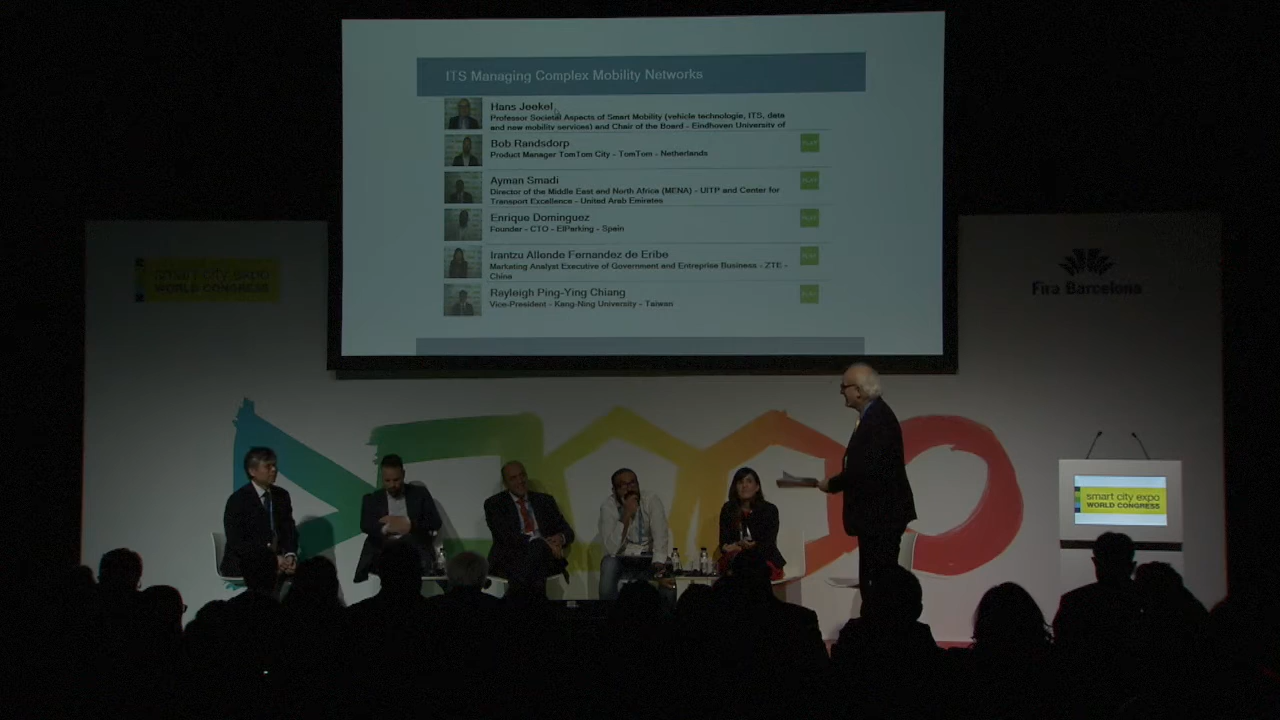 ITS Managing Complex Mobility Networks
Hans Jeekel
Professor Societal Aspects of Smart Mobility (vehicle technologie, ITS, data
and new mobility services) and Chair of the Board - Eindhoven University of
Bob Randsdorp
Product Manager TomTom City - TomTom - Netherlands
Ayman Smadi
Director of the Middle East and North Africa (MENA) - UITP and Center for
Transport Excellence - United Arab Emirates
Enrique Dominguez
Founder - CTO - ElParking - Spain
Irantzu Allende Fernandez de Eribe
Marketing Analyst Executive of Government and Entreprise Business - ZTE -
China
Rayleigh Ping-Ying Chiang
Vice-President - Kang-Ning University - Taiwan
smart city expo
WORLD CONGRESS
Fira Barcelona
smart city expo
WORLD CONGRESS